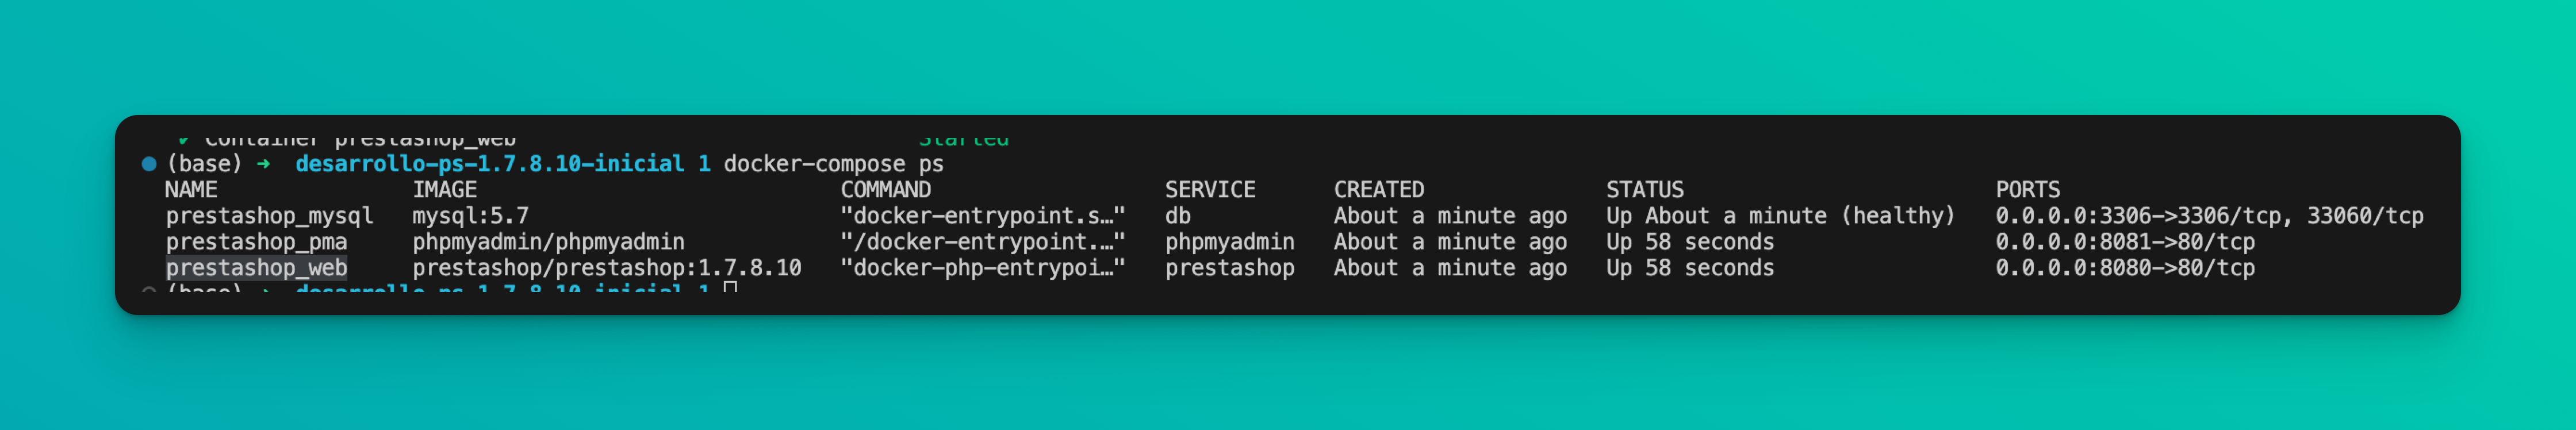 ✔ Container prestashop_web Started
(base) ➜ desarrollo-ps-1.7.8.10-inicial 1 docker-compose ps
NAME IMAGE COMMAND SERVICE CREATED STATUS PORTS
prestashop_mysql mysql:5.7 "docker-entrypoint.s…" db About a minute ago Up About a minute (healthy) 0.0.0.0:3306->3306/tcp, 33060/tcp
prestashop_pma phpmyadmin/phpmyadmin "/docker-entrypoint.…" phpmyadmin About a minute ago Up 58 seconds 0.0.0.0:8081->80/tcp
prestashop_web prestashop/prestashop:1.7.8.10 "docker-php-entrypoi…" prestashop About a minute ago Up 58 seconds 0.0.0.0:8080->80/tcp
(base) ➜ desarrollo-ps-1.7.8.10-inicial 1